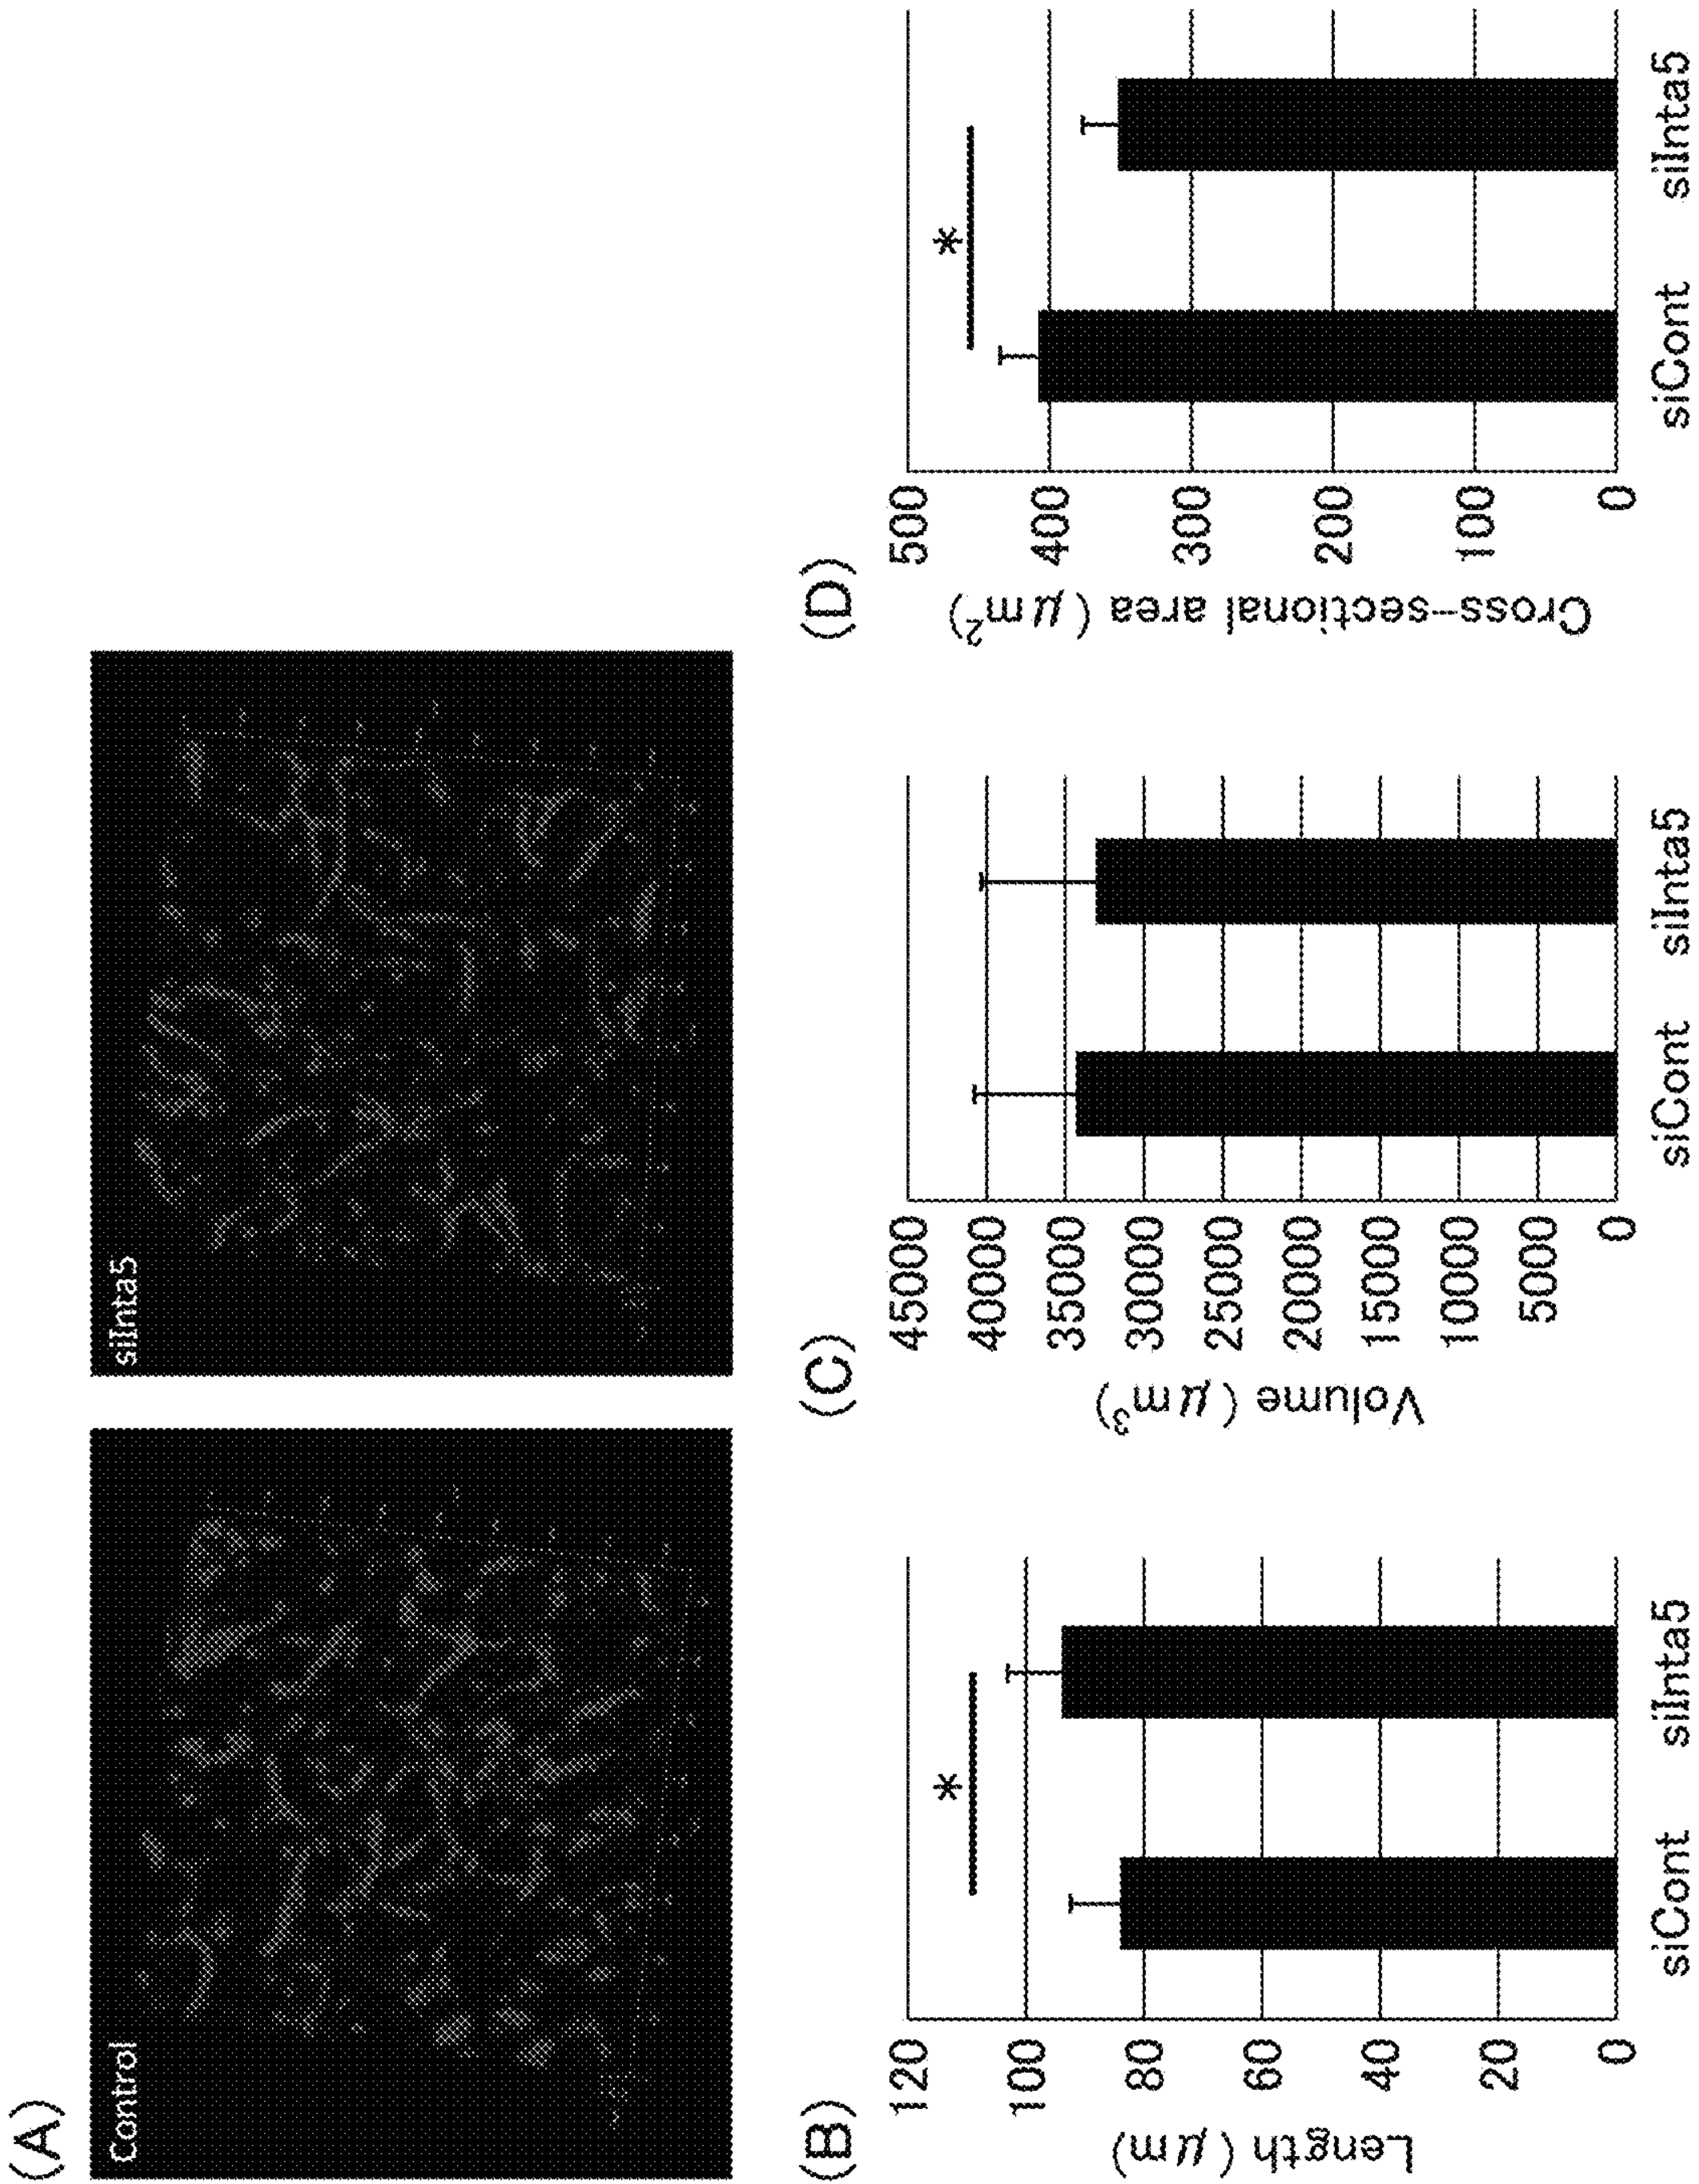 (A)
Control
siInta5
(B)
Length (μm)
120
100
80
60
40
20
0
siCont siInta5
*
(C)
Volume (μm³)
45000
40000
35000
30000
25000
20000
15000
10000
5000
0
siCont siInta5
(D)
Cross-sectional area (μm²)
500
400
300
200
100
0
siCont siInta5
*